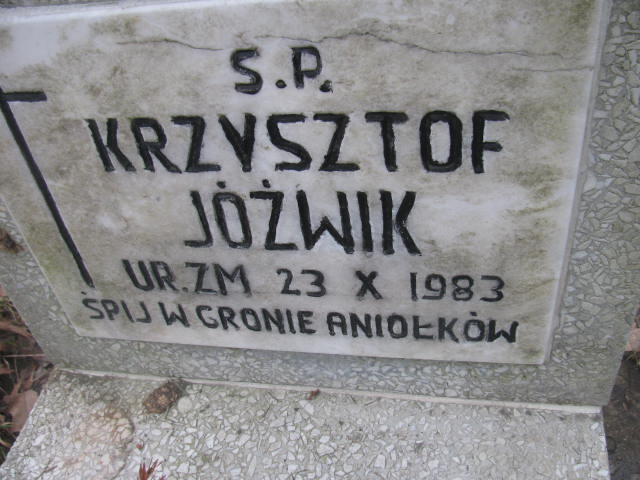 S.P.
KRZYSZTOF
JÓŻWIK
UR.ZM 23 X 1983
ŚPIJ W GRONIE ANIOŁKÓW